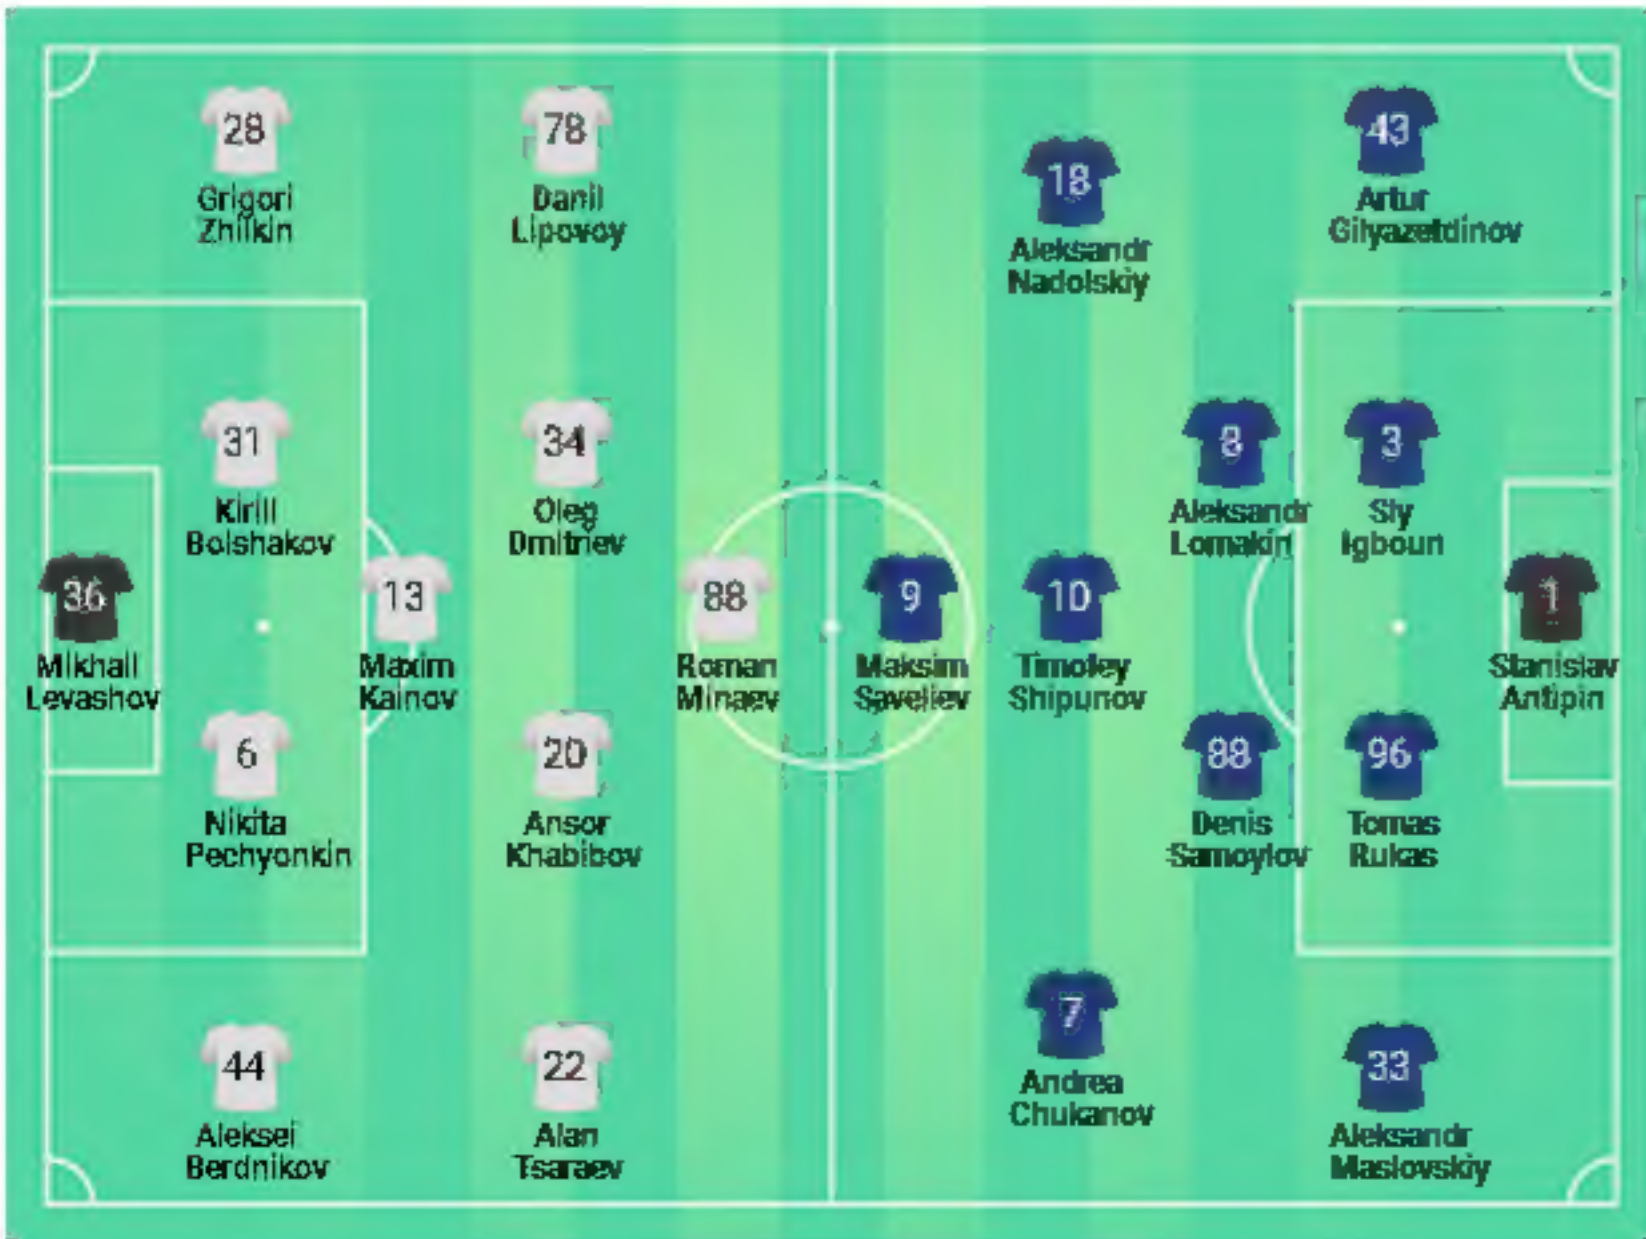 28
Grigori
Zhilkin
78
Danil
Lipovoy
18
Aleksandr
Nadolskiy
43
Artur
Gilyazetdinov
31
Kirill
Bolshakov
34
Oleg
Dmitriev
8
Aleksandr
Lomakin
3
Sly
Igboun
36
Mikhail
Levashov
13
Maxim
Kainov
88
Roman
Minaev
9
Maksim
Saveliev
10
Timofey
Shipunov
1
Stanislav
Antipin
6
Nikita
Pechyonkin
20
Ansor
Khabibov
88
Denis
Samoylov
96
Tomas
Rukas
44
Aleksei
Berdnikov
22
Alan
Tsaraev
7
Andrea
Chukanov
33
Aleksandr
Maslovskiy